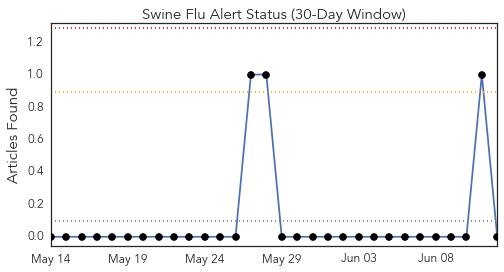 Swine Flu Alert Status (30-Day Window)
Articles Found
1.2
1.0
0.8
0.6
0.4
0.2
0.0
May 14
May 19
May 24
May 29
Jun 03
Jun 08